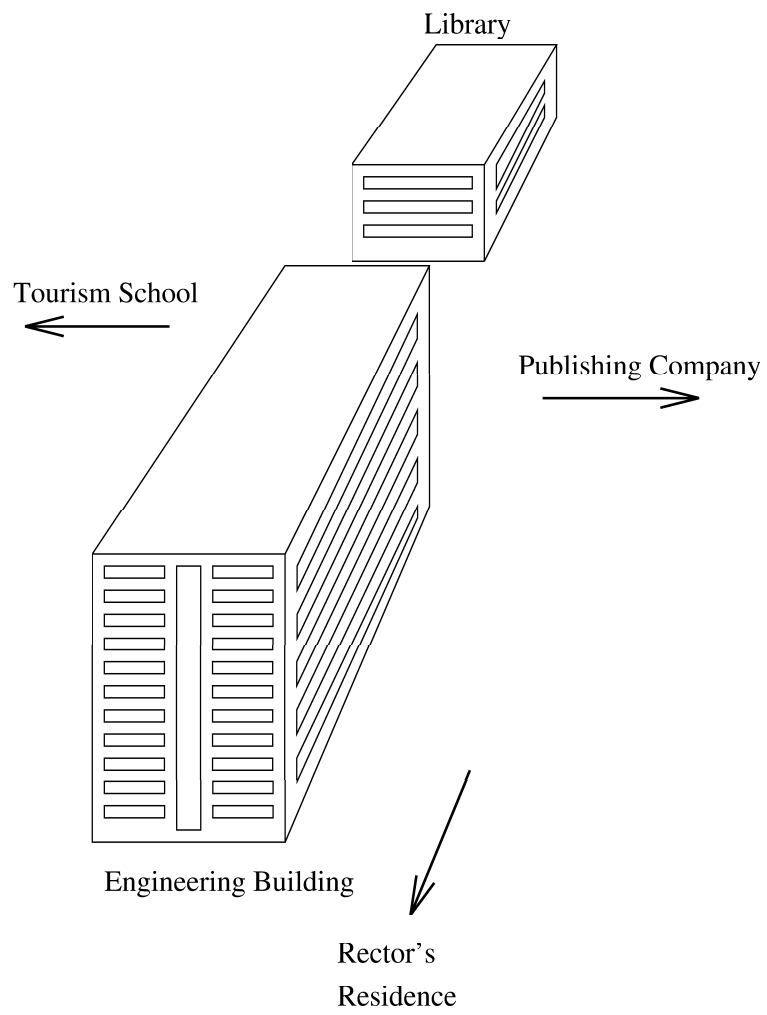 Library
Tourism School
Publishing Company
Engineering Building
Rector's
Residence